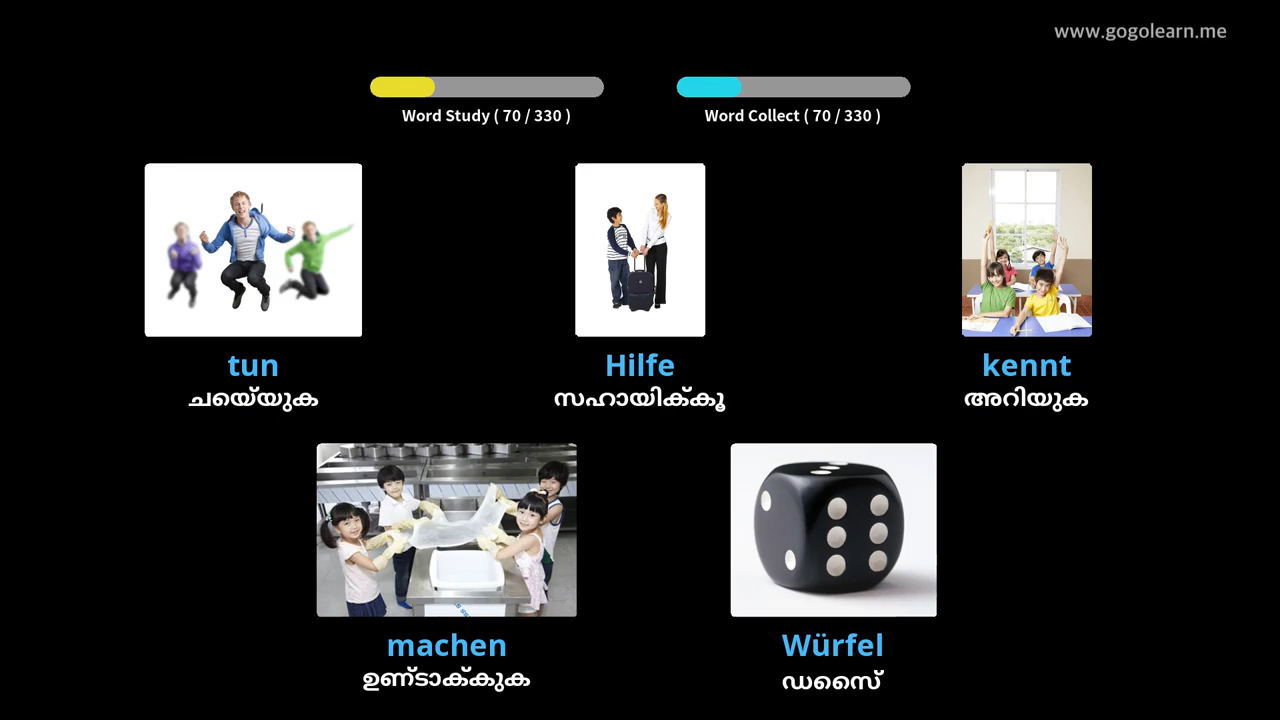 www.gogolearn.me
Word Study ( 70 / 330 )
Word Collect ( 70 / 330 )
tun
ചെയ്യുക
Hilfe
സഹായിക്കൂ
kennt
അറിയുക
machen
ഉണ്ടാക്കുക
Würfel
ഡൈസ്